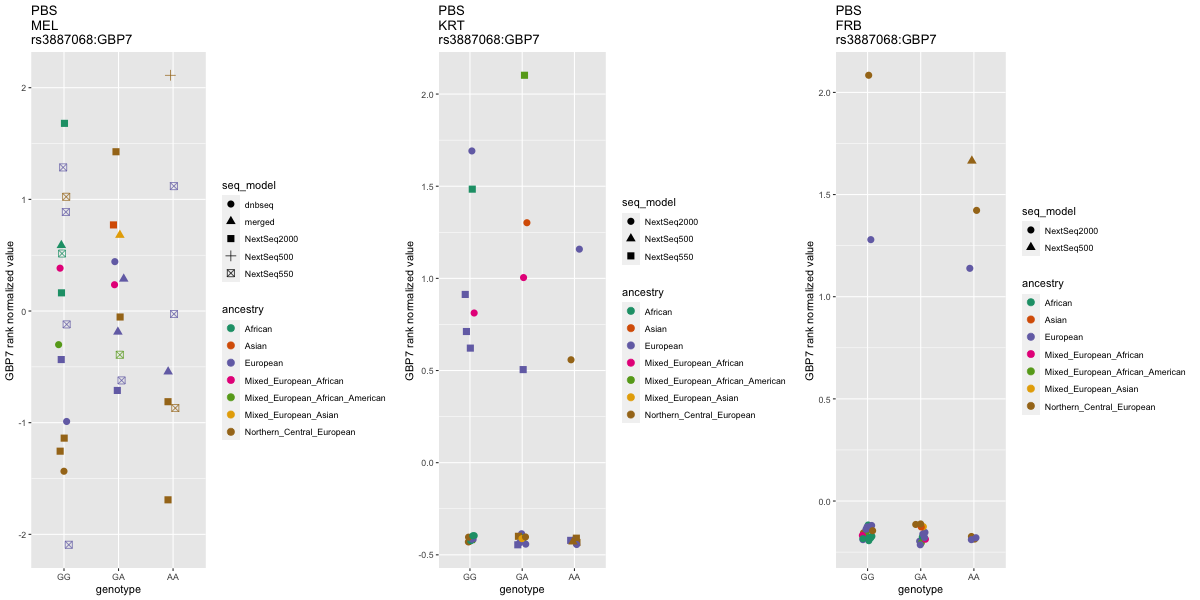 PBS
MEL
rs3887068:GBP7
GBP7 rank normalized value
2
1
0
-1
-2
GG
GA
AA
genotype
seq_model
dnbseq
merged
NextSeq2000
NextSeq500
NextSeq550
ancestry
African
Asian
European
Mixed_European_African
Mixed_European_African_American
Mixed_European_Asian
Northern_Central_European
PBS
KRT
rs3887068:GBP7
GBP7 rank normalized value
2.0
1.5
1.0
0.5
0.0
-0.5
GG
GA
AA
genotype
seq_model
NextSeq2000
NextSeq500
NextSeq550
ancestry
African
Asian
European
Mixed_European_African
Mixed_European_African_American
Mixed_European_Asian
Northern_Central_European
PBS
FRB
rs3887068:GBP7
GBP7 rank normalized value
2.0
1.5
1.0
0.5
0.0
GG
GA
AA
genotype
seq_model
NextSeq2000
NextSeq500
ancestry
African
Asian
European
Mixed_European_African
Mixed_European_African_American
Mixed_European_Asian
Northern_Central_European